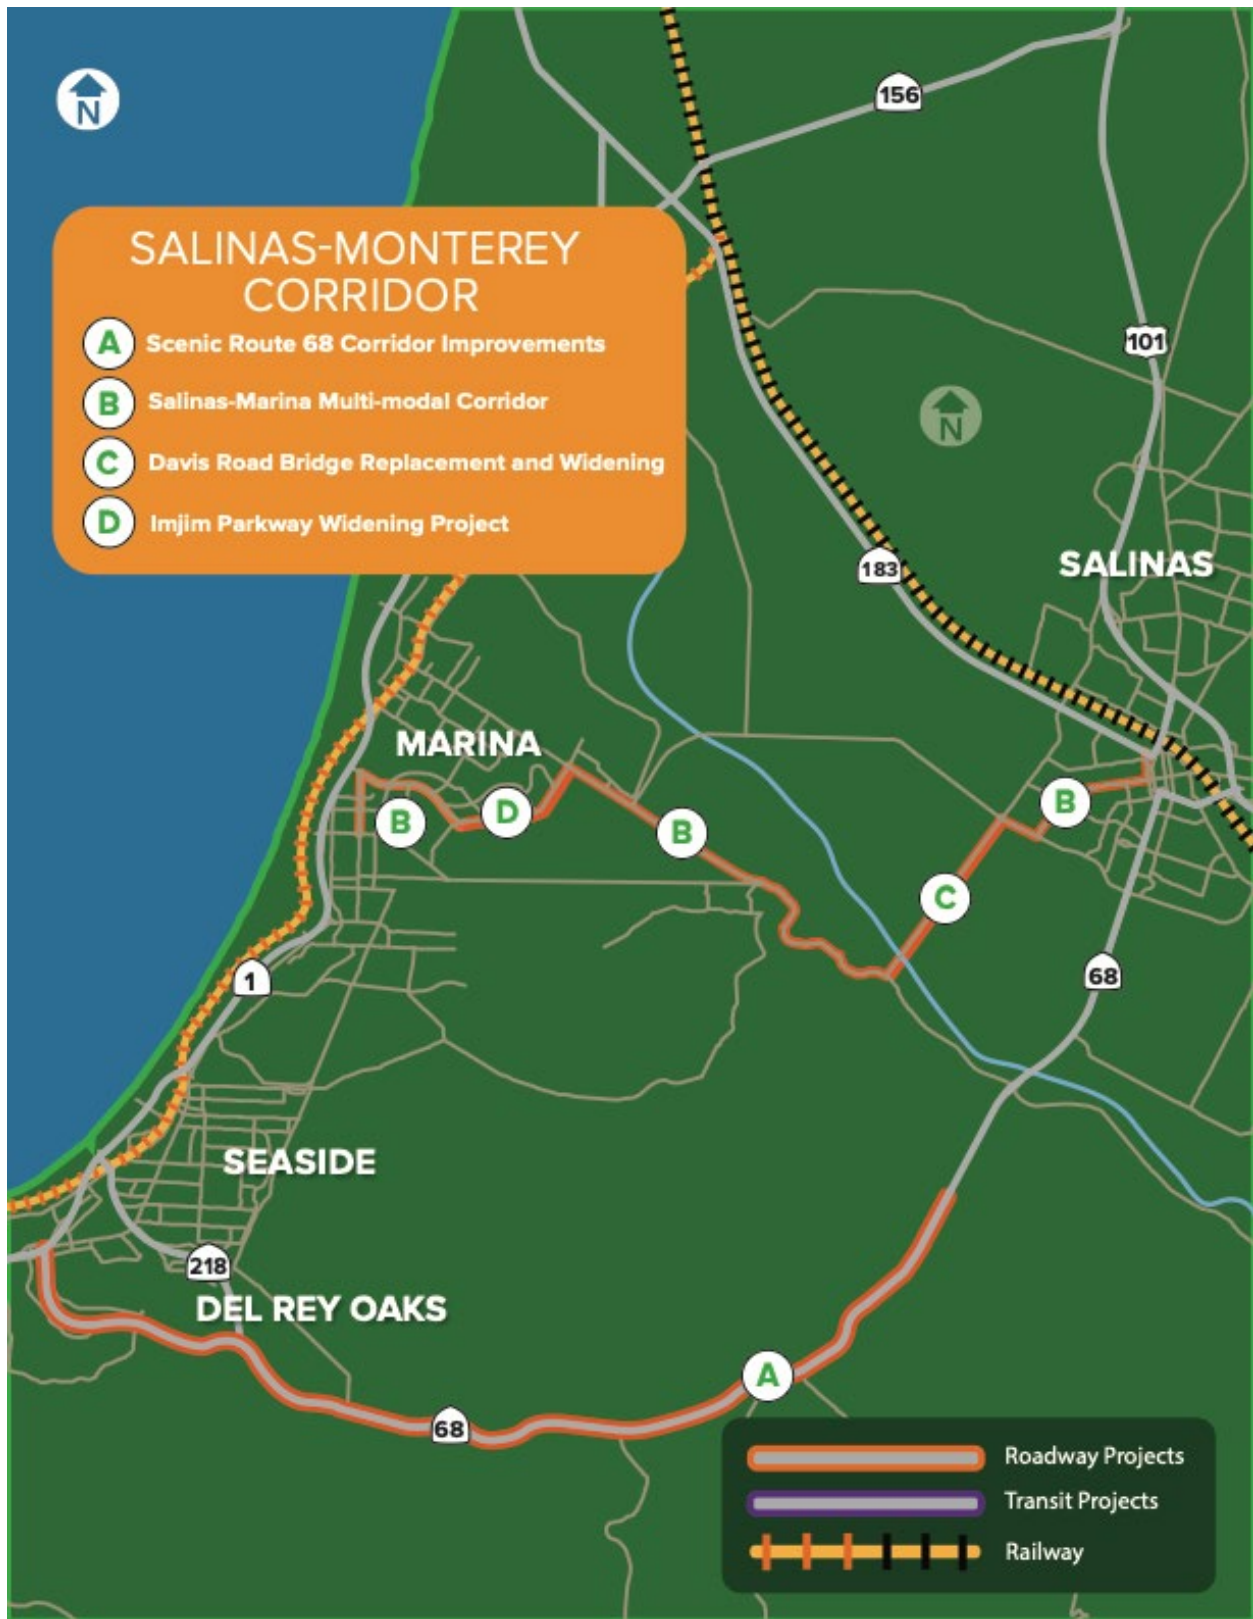 N
156
SALINAS-MONTEREY
CORRIDOR
A Scenic Route 68 Corridor Improvements
101
B Salinas-Marina Multi-modal Corridor
N
C Davis Road Bridge Replacement and Widening
D Imjim Parkway Widening Project
183
SALINAS
MARINA
B
D
B
B
C
1
68
SEASIDE
218
DEL REY OAKS
A
68
Roadway Projects
Transit Projects
Railway